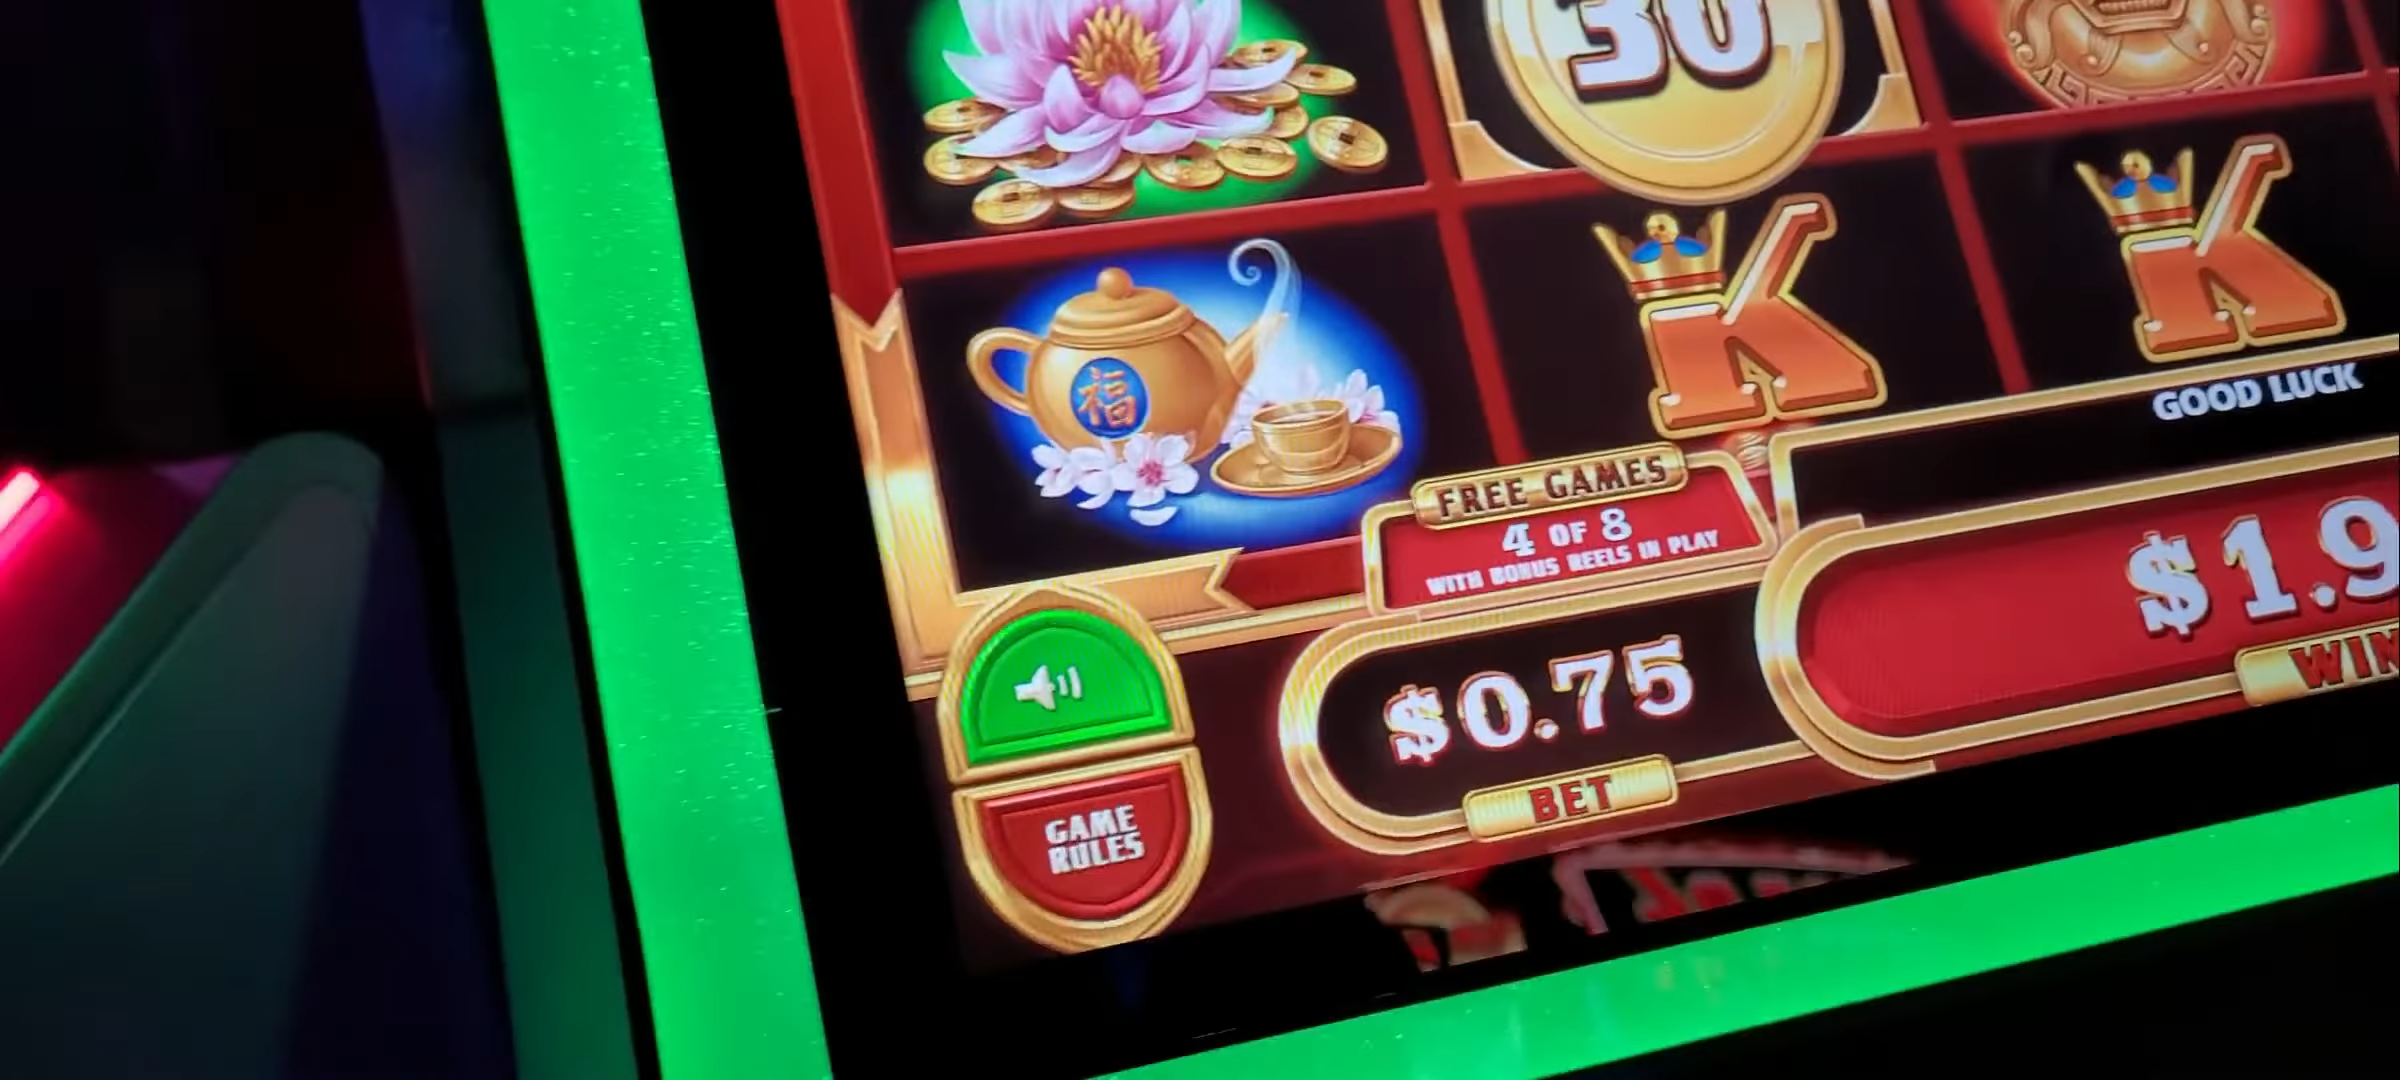 30
K
K
福
GOOD LUCK
FREE GAMES
4 OF 8
WITH BONUS REELS IN PLAY
$1.9
WIN
$0.75
BET
GAME
RULES